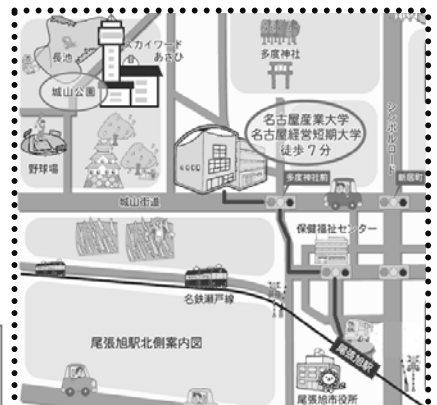 スカイワード
あさひ
長池
城山公園
多度神社
名古屋産業大学
名古屋経営短期大学
徒歩7分
シンボルロード
野球場
多度神社前
新居町
城山街道
保健福祉センター
名鉄瀬戸線
尾張旭駅
尾張旭駅北側案内図
尾張旭市役所